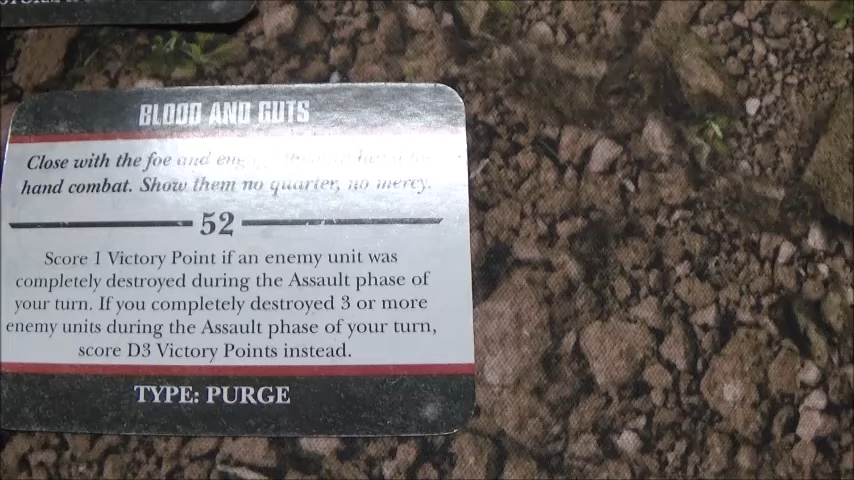 BLOOD AND GUTS
Close with the foe and
hand combat. Show them no quarter, no mercy.
52
Score 1 Victory Point if an enemy unit was
completely destroyed during the Assault phase of
your turn. If you completely destroyed 3 or more
enemy units during the Assault phase of your turn,
score D3 Victory Points instead.
TYPE: PURGE